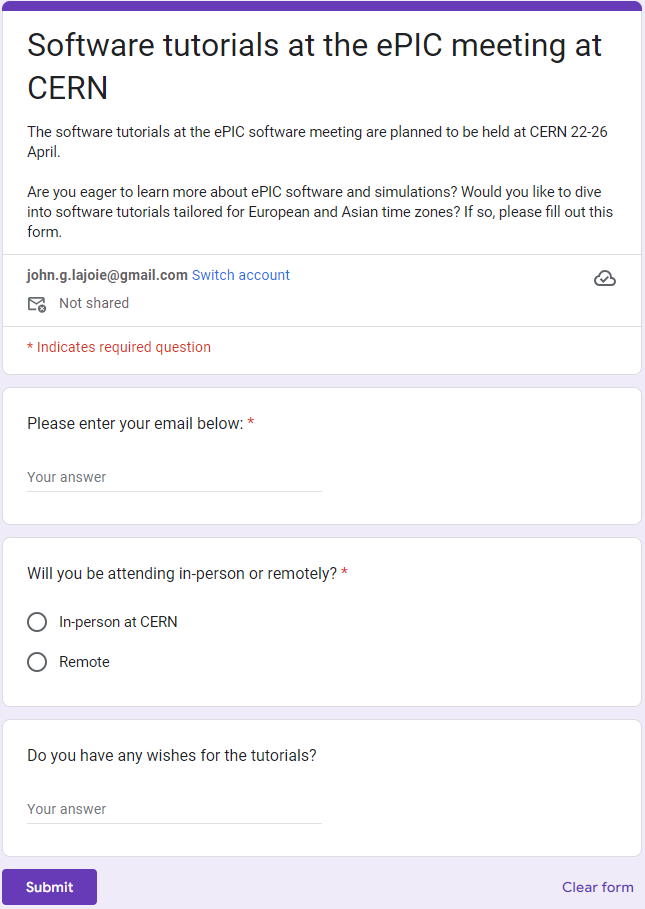 Software tutorials at the ePIC meeting at
CERN
The software tutorials at the ePIC software meeting are planned to be held at CERN 22-26
April.
Are you eager to learn more about ePIC software and simulations? Would you like to dive
into software tutorials tailored for European and Asian time zones? If so, please fill out this
form.
john.g.lajoie@gmail.com Switch account
Not shared
* Indicates required question
Please enter your email below: *
Your answer
Will you be attending in-person or remotely? *
In-person at CERN
Remote
Do you have any wishes for the tutorials?
Your answer
Submit
Clear form